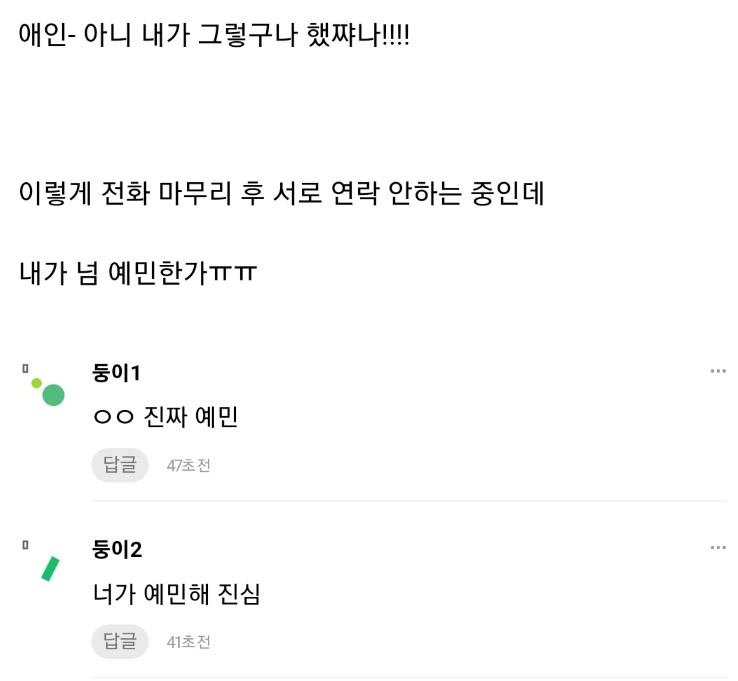 애인- 아니 내가 그렇구나 했쨔나!!!!
이렇게 전화 마무리 후 서로 연락 안하는 중인데
내가 넘 예민한가ㅠㅠ
둥이1
ㅇㅇ 진짜 예민
답글 47초전
둥이2
너가 예민해 진심
답글 41초전